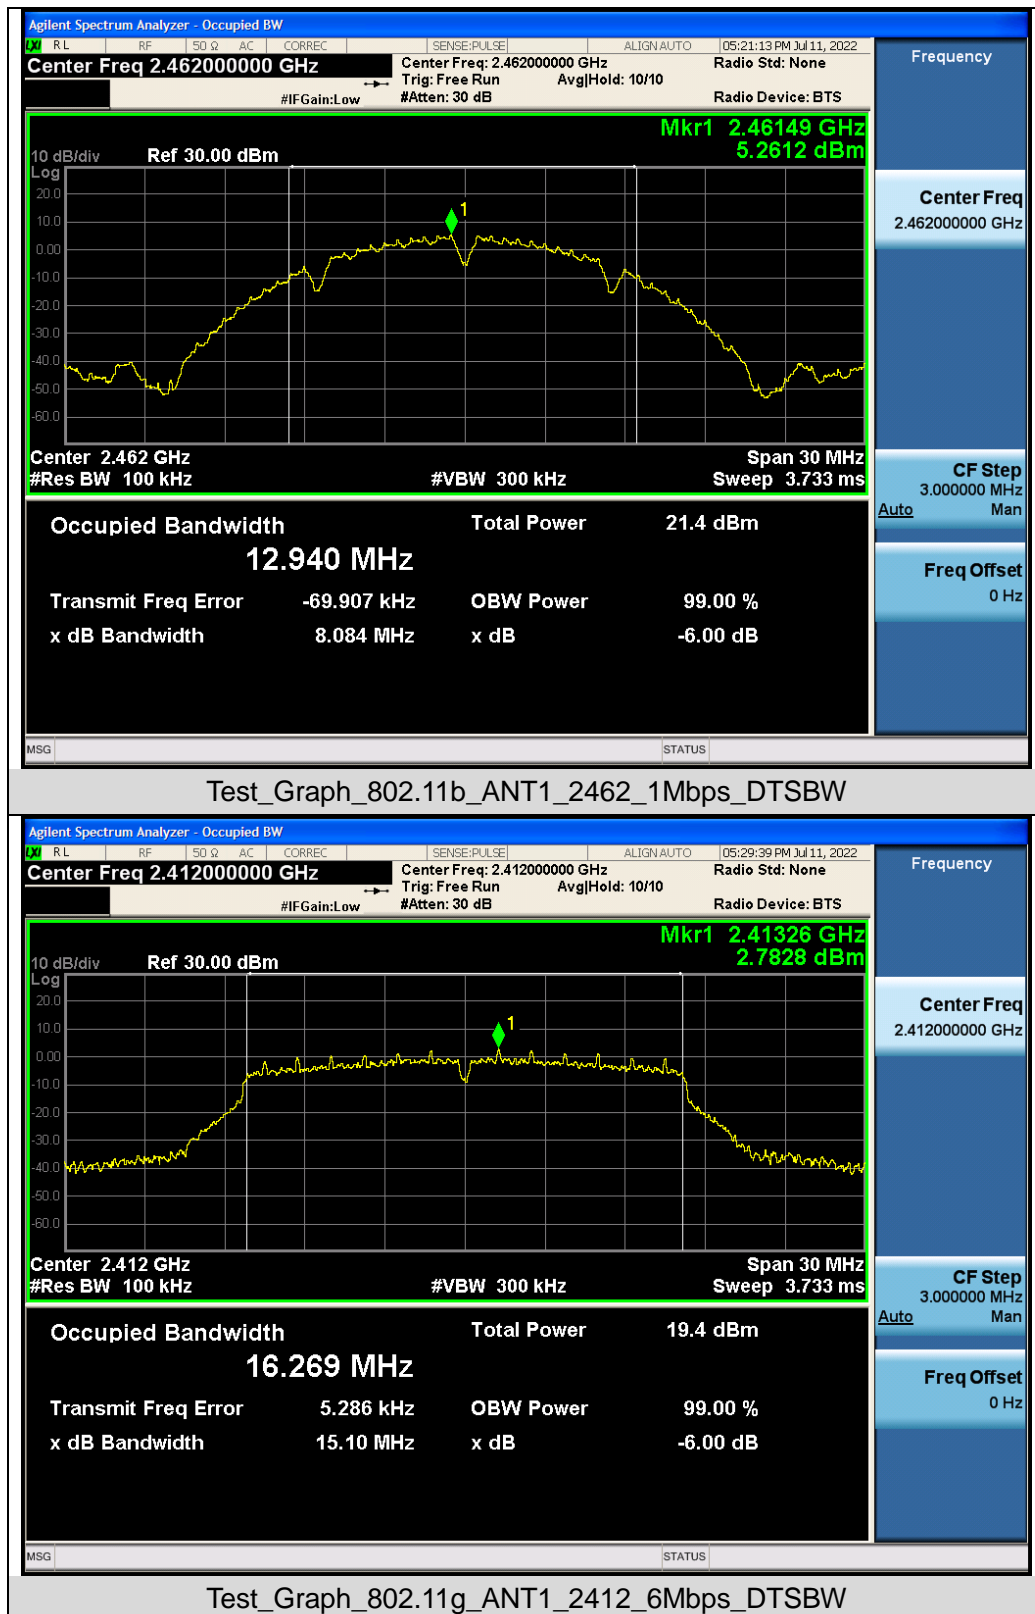 Agilent Spectrum Analyzer - Occupied BW
LXI RL RF 50 Ω AC CORREC SENSE:PULSE ALIGN AUTO 05:21:13 PM Jul 11, 2022
Center Freq 2.462000000 GHz
Center Freq: 2.462000000 GHz
Radio Std: None
Trig: Free Run Avg|Hold: 10/10
#IFGain:Low #Atten: 30 dB Radio Device: BTS
Frequency
Mkr1 2.46149 GHz
5.2612 dBm
10 dB/div Ref 30.00 dBm
Log
20.0
10.0
0.00
-10.0
-20.0
-30.0
-40.0
-50.0
-60.0
1
Center Freq
2.462000000 GHz
Center 2.462 GHz Span 30 MHz
#Res BW 100 kHz #VBW 300 kHz Sweep 3.733 ms
CF Step
3.000000 MHz
Auto Man
Occupied Bandwidth Total Power 21.4 dBm
12.940 MHz
Transmit Freq Error -69.907 kHz OBW Power 99.00 %
x dB Bandwidth 8.084 MHz x dB -6.00 dB
Freq Offset
0 Hz
MSG STATUS
Test_Graph_802.11b_ANT1_2462_1Mbps_DTSBW
Agilent Spectrum Analyzer - Occupied BW
LXI RL RF 50 Ω AC CORREC SENSE:PULSE ALIGN AUTO 05:29:39 PM Jul 11, 2022
Center Freq 2.412000000 GHz
Center Freq: 2.412000000 GHz
Radio Std: None
Trig: Free Run Avg|Hold: 10/10
#IFGain:Low #Atten: 30 dB Radio Device: BTS
Frequency
Mkr1 2.41326 GHz
2.7828 dBm
10 dB/div Ref 30.00 dBm
Log
20.0
10.0
0.00
-10.0
-20.0
-30.0
-40.0
-50.0
-60.0
1
Center Freq
2.412000000 GHz
Center 2.412 GHz Span 30 MHz
#Res BW 100 kHz #VBW 300 kHz Sweep 3.733 ms
CF Step
3.000000 MHz
Auto Man
Occupied Bandwidth Total Power 19.4 dBm
16.269 MHz
Transmit Freq Error 5.286 kHz OBW Power 99.00 %
x dB Bandwidth 15.10 MHz x dB -6.00 dB
Freq Offset
0 Hz
MSG STATUS
Test_Graph_802.11g_ANT1_2412_6Mbps_DTSBW